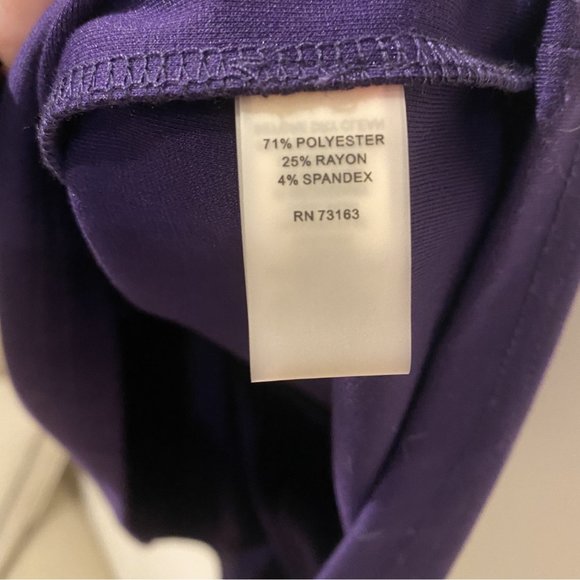 71% POLYESTER
25% RAYON
4% SPANDEX
RN 73163